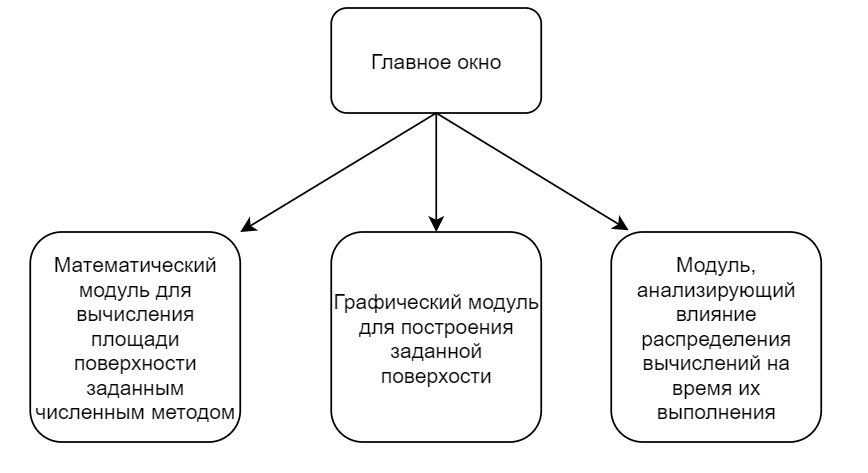 Главное окно
Математический
модуль для
вычисления
площади
поверхности
заданным
численным методом
Графический модуль
для построения
заданной
поверхости
Модуль,
анализирующий
влияние
распределения
вычислений на
время их
выполнения